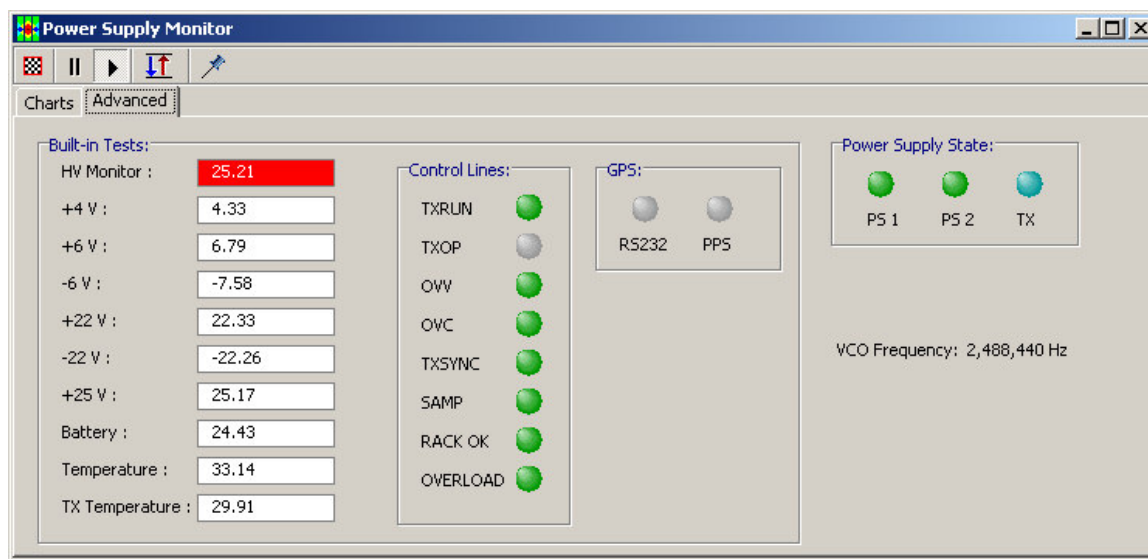 Power Supply Monitor
Charts Advanced
Built-in Tests:
HV Monitor : 25.21
+4 V : 4.33
+6 V : 6.79
-6 V : -7.58
+22 V : 22.33
-22 V : -22.26
+25 V : 25.17
Battery : 24.43
Temperature : 33.14
TX Temperature : 29.91
Control Lines:
TXRUN
TXOP
OVV
OVC
TXSYNC
SAMP
RACK OK
OVERLOAD
GPS:
RS232 PPS
Power Supply State:
PS 1 PS 2 TX
VCO Frequency: 2,488,440 Hz